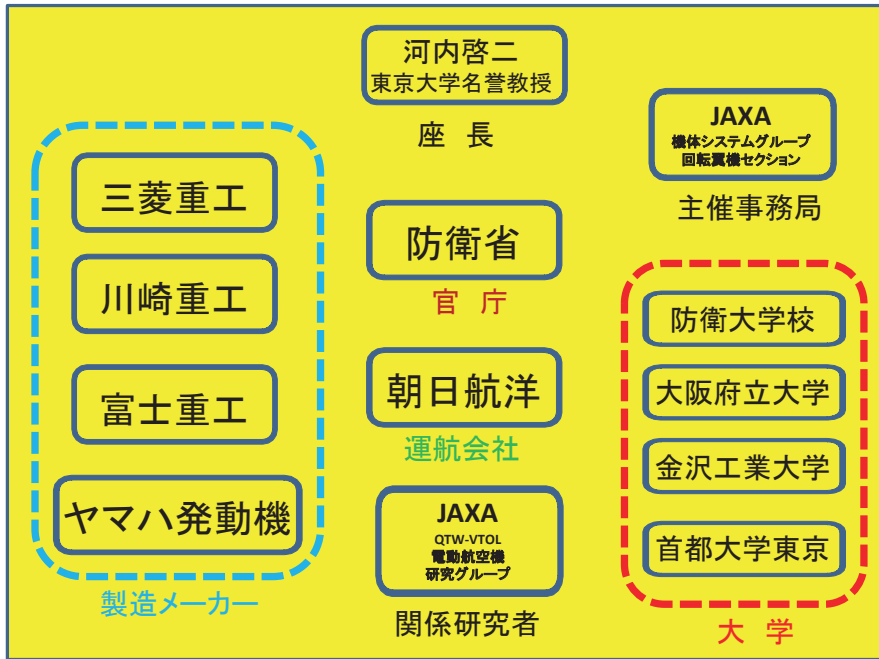 河内啓二
東京大学名誉教授
座 長
JAXA
機体システムグループ
回転翼機セクション
主催事務局
三菱重工
川崎重工
富士重工
ヤマハ発動機
製造メーカー
防衛省
官 庁
朝日航洋
運航会社
JAXA
QTW-VTOL
電動航空機
研究グループ
関係研究者
防衛大学校
大阪府立大学
金沢工業大学
首都大学東京
大 学